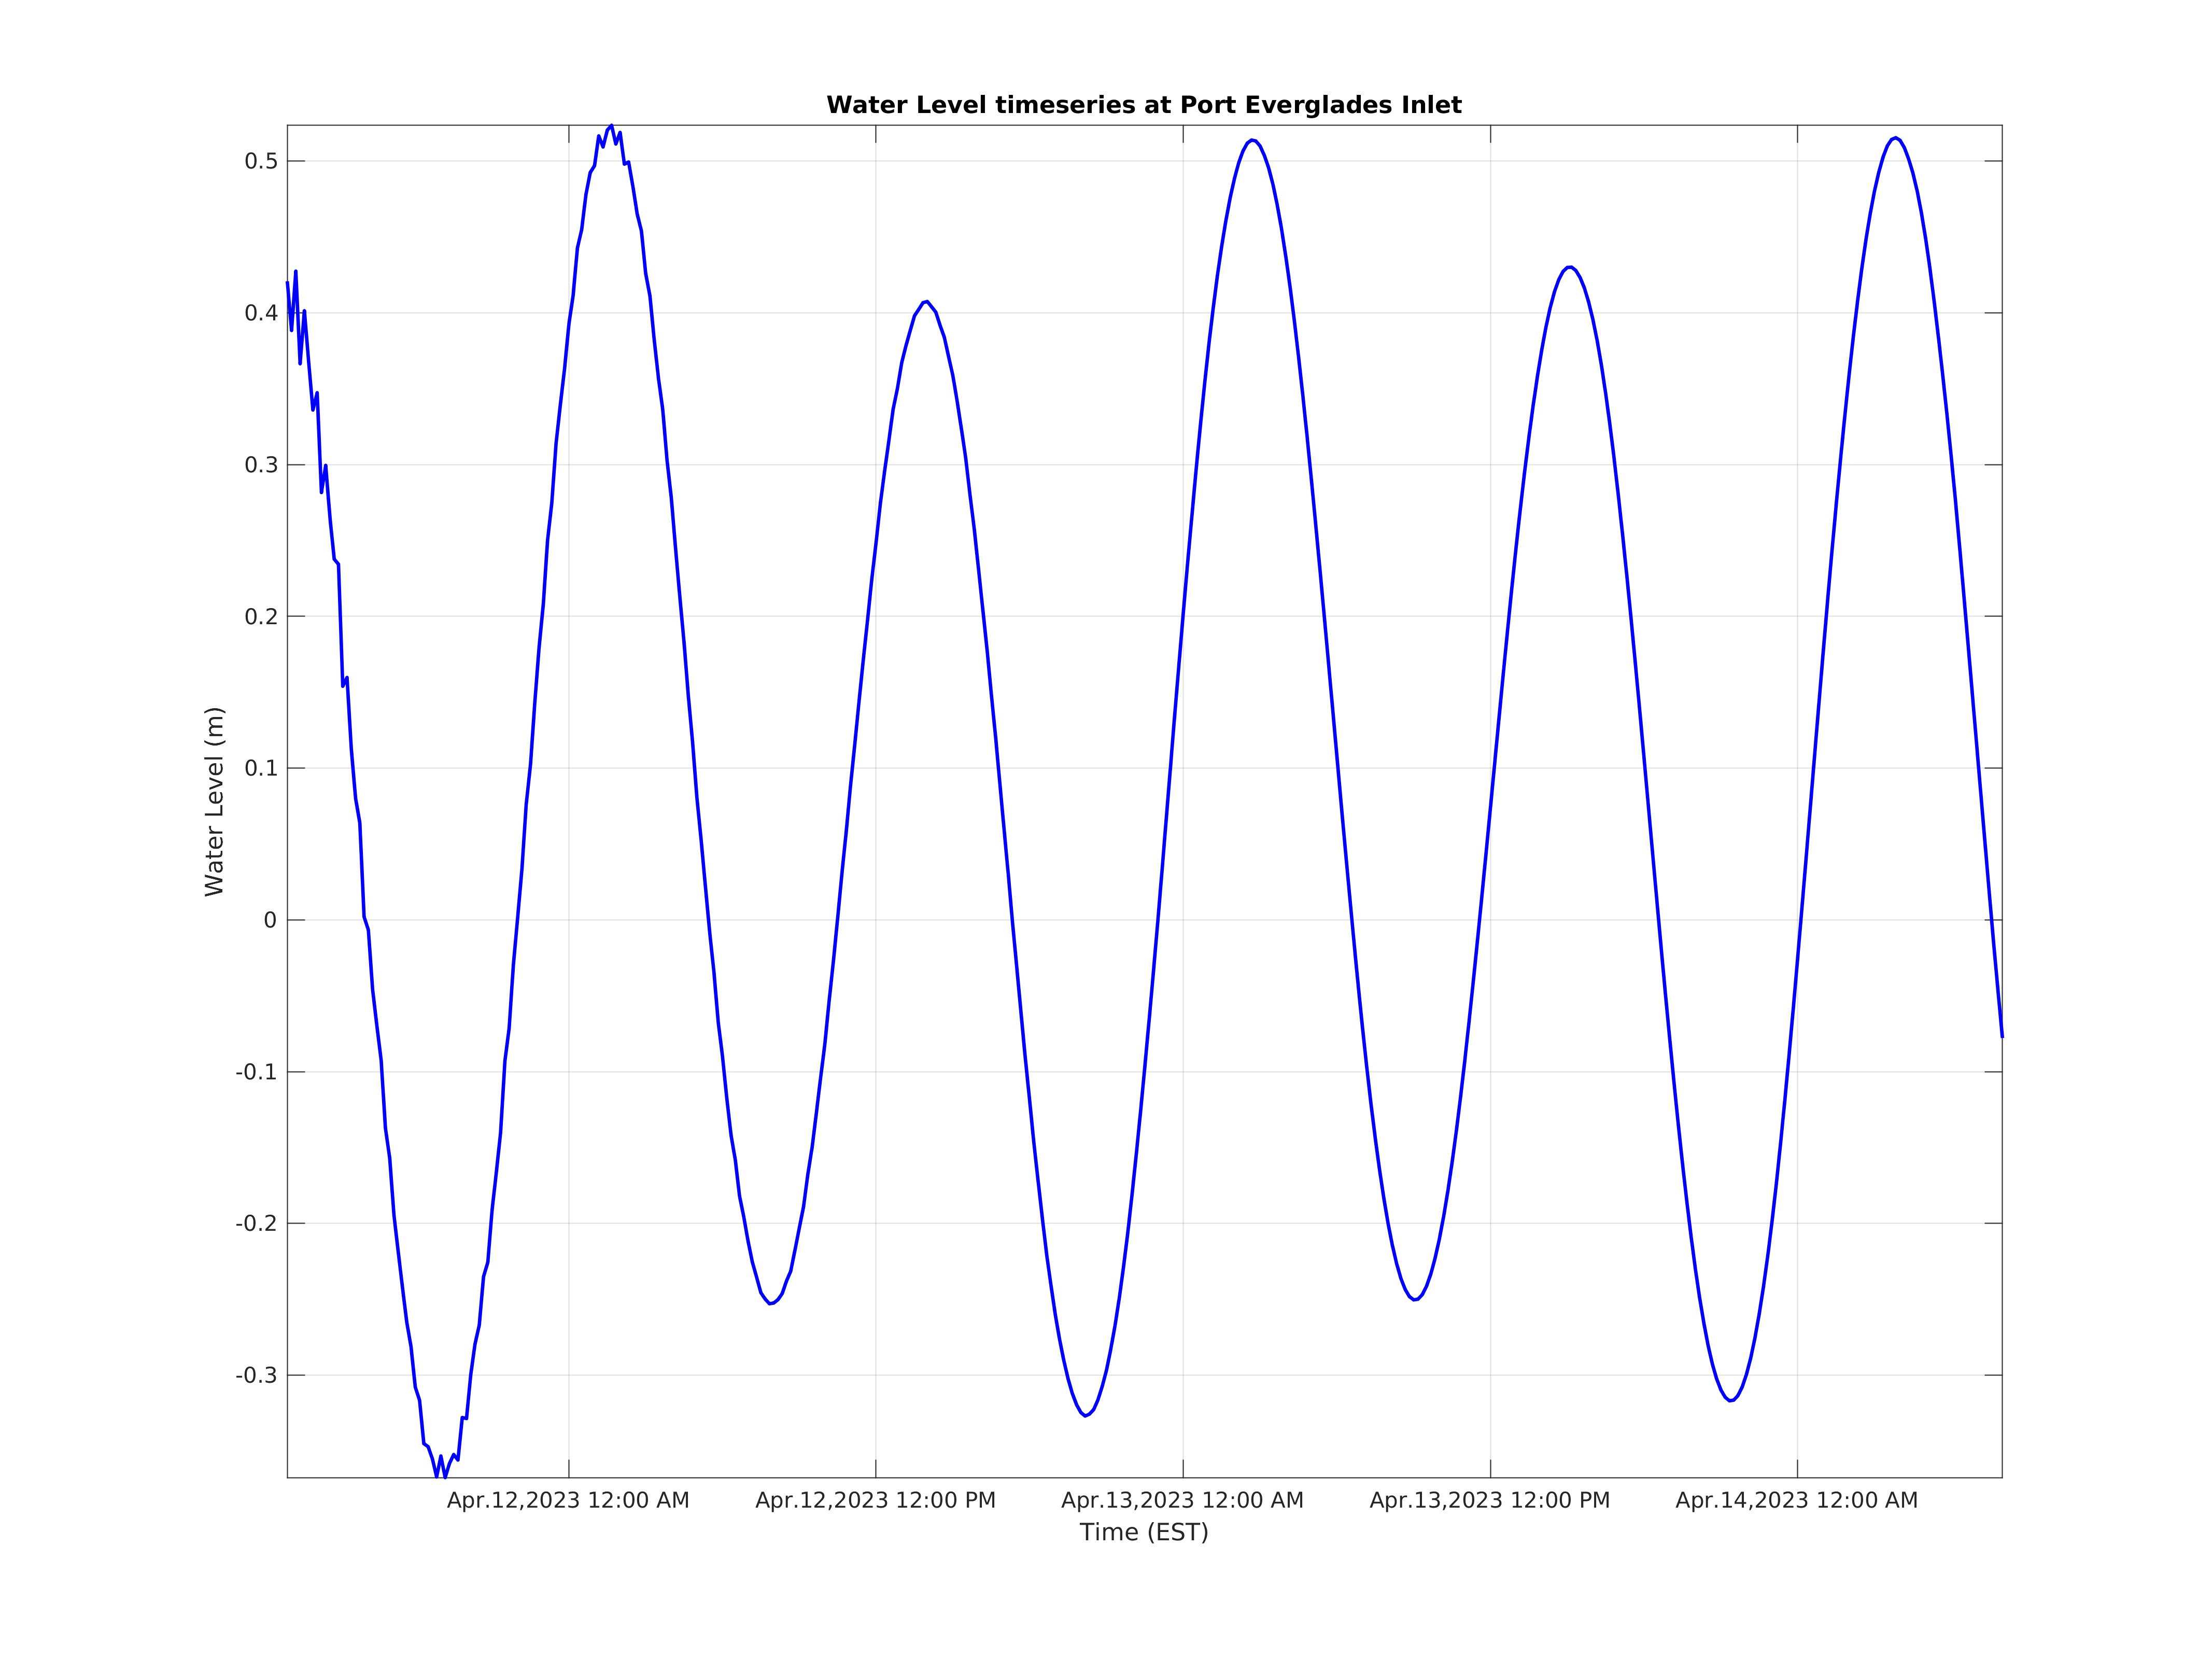 Water Level timeseries at Port Everglades Inlet
0.5
0.4
0.3
0.2
0.1
0
-0.1
-0.2
-0.3
Water Level (m)
Apr.12,2023 12:00 AM
Apr.12,2023 12:00 PM
Apr.13,2023 12:00 AM
Apr.13,2023 12:00 PM
Apr.14,2023 12:00 AM
Time (EST)